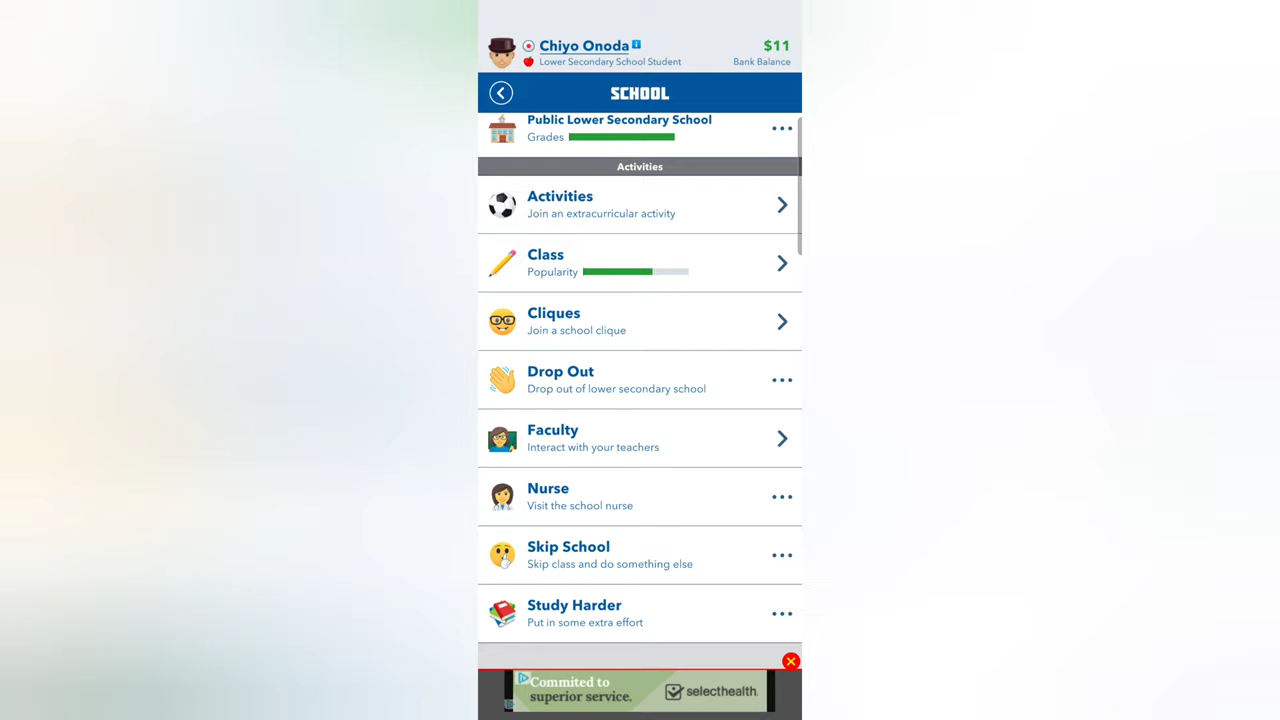 Chiyo Onoda
$11
Lower Secondary School Student
Bank Balance
SCHOOL
Public Lower Secondary School
Grades
Activities
Activities
Join an extracurricular activity
Class
Popularity
Cliques
Join a school clique
Drop Out
Drop out of lower secondary school
Faculty
Interact with your teachers
Nurse
Visit the school nurse
Skip School
Skip class and do something else
Study Harder
Put in some extra effort
Commited to
superior service.
selecthealth.